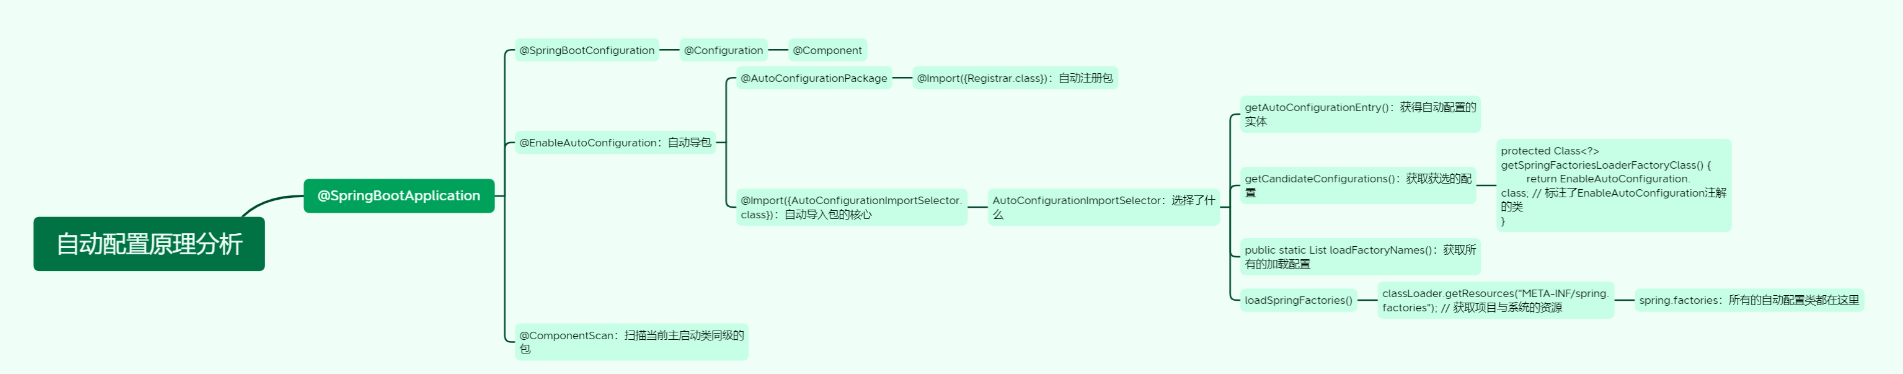 自动配置原理分析
@SpringBootApplication
@SpringBootConfiguration
@Configuration
@Component
@EnableAutoConfiguration：自动导包
@AutoConfigurationPackage
@Import({Registrar.class})：自动注册包
@Import({AutoConfigurationImportSelector.
class})：自动导入包的核心
AutoConfigurationImportSelector：选择了什
么
getAutoConfigurationEntry()：获得自动配置的
实体
getCandidateConfigurations()：获取获选的配
置
protected Class<?>
getSpringFactoriesLoaderFactoryClass() {
return EnableAutoConfiguration.
class; // 标注了EnableAutoConfiguration注解
的类
}
public static List loadFactoryNames()：获取所
有的加载配置
loadSpringFactories()
classLoader.getResources("META-INF/spring.
factories"); // 获取项目与系统的资源
spring.factories：所有的自动配置类都在这里
@ComponentScan：扫描当前主启动类同级的
包